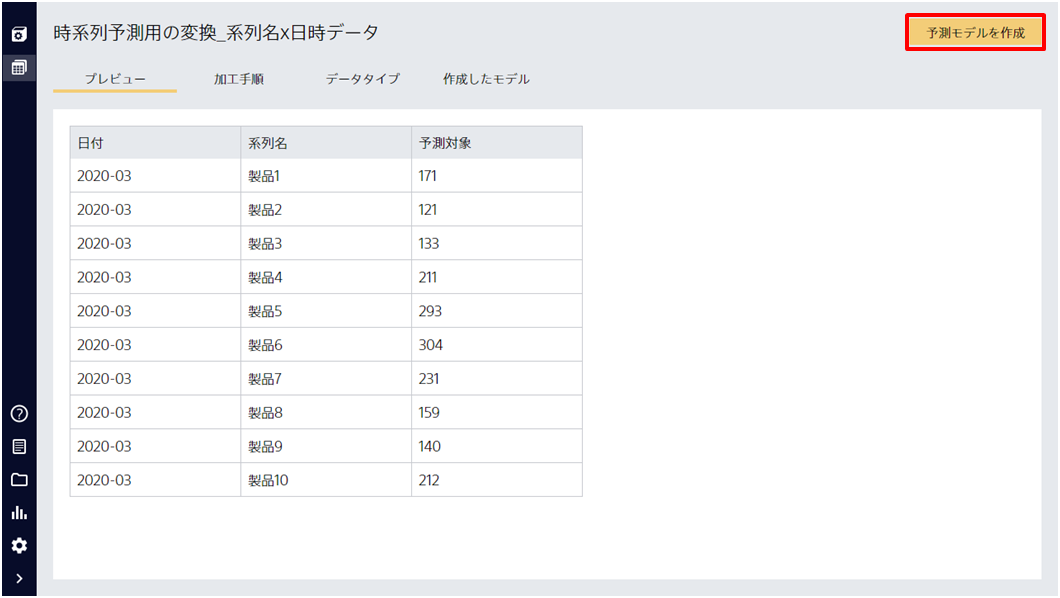 時系列予測用の変換_系列名x日時データ
予測モデルを作成
プレビュー 加工手順 データタイプ 作成したモデル
日付 系列名 予測対象
2020-03 製品1 171
2020-03 製品2 121
2020-03 製品3 133
2020-03 製品4 211
2020-03 製品5 293
2020-03 製品6 304
2020-03 製品7 231
2020-03 製品8 159
2020-03 製品9 140
2020-03 製品10 212